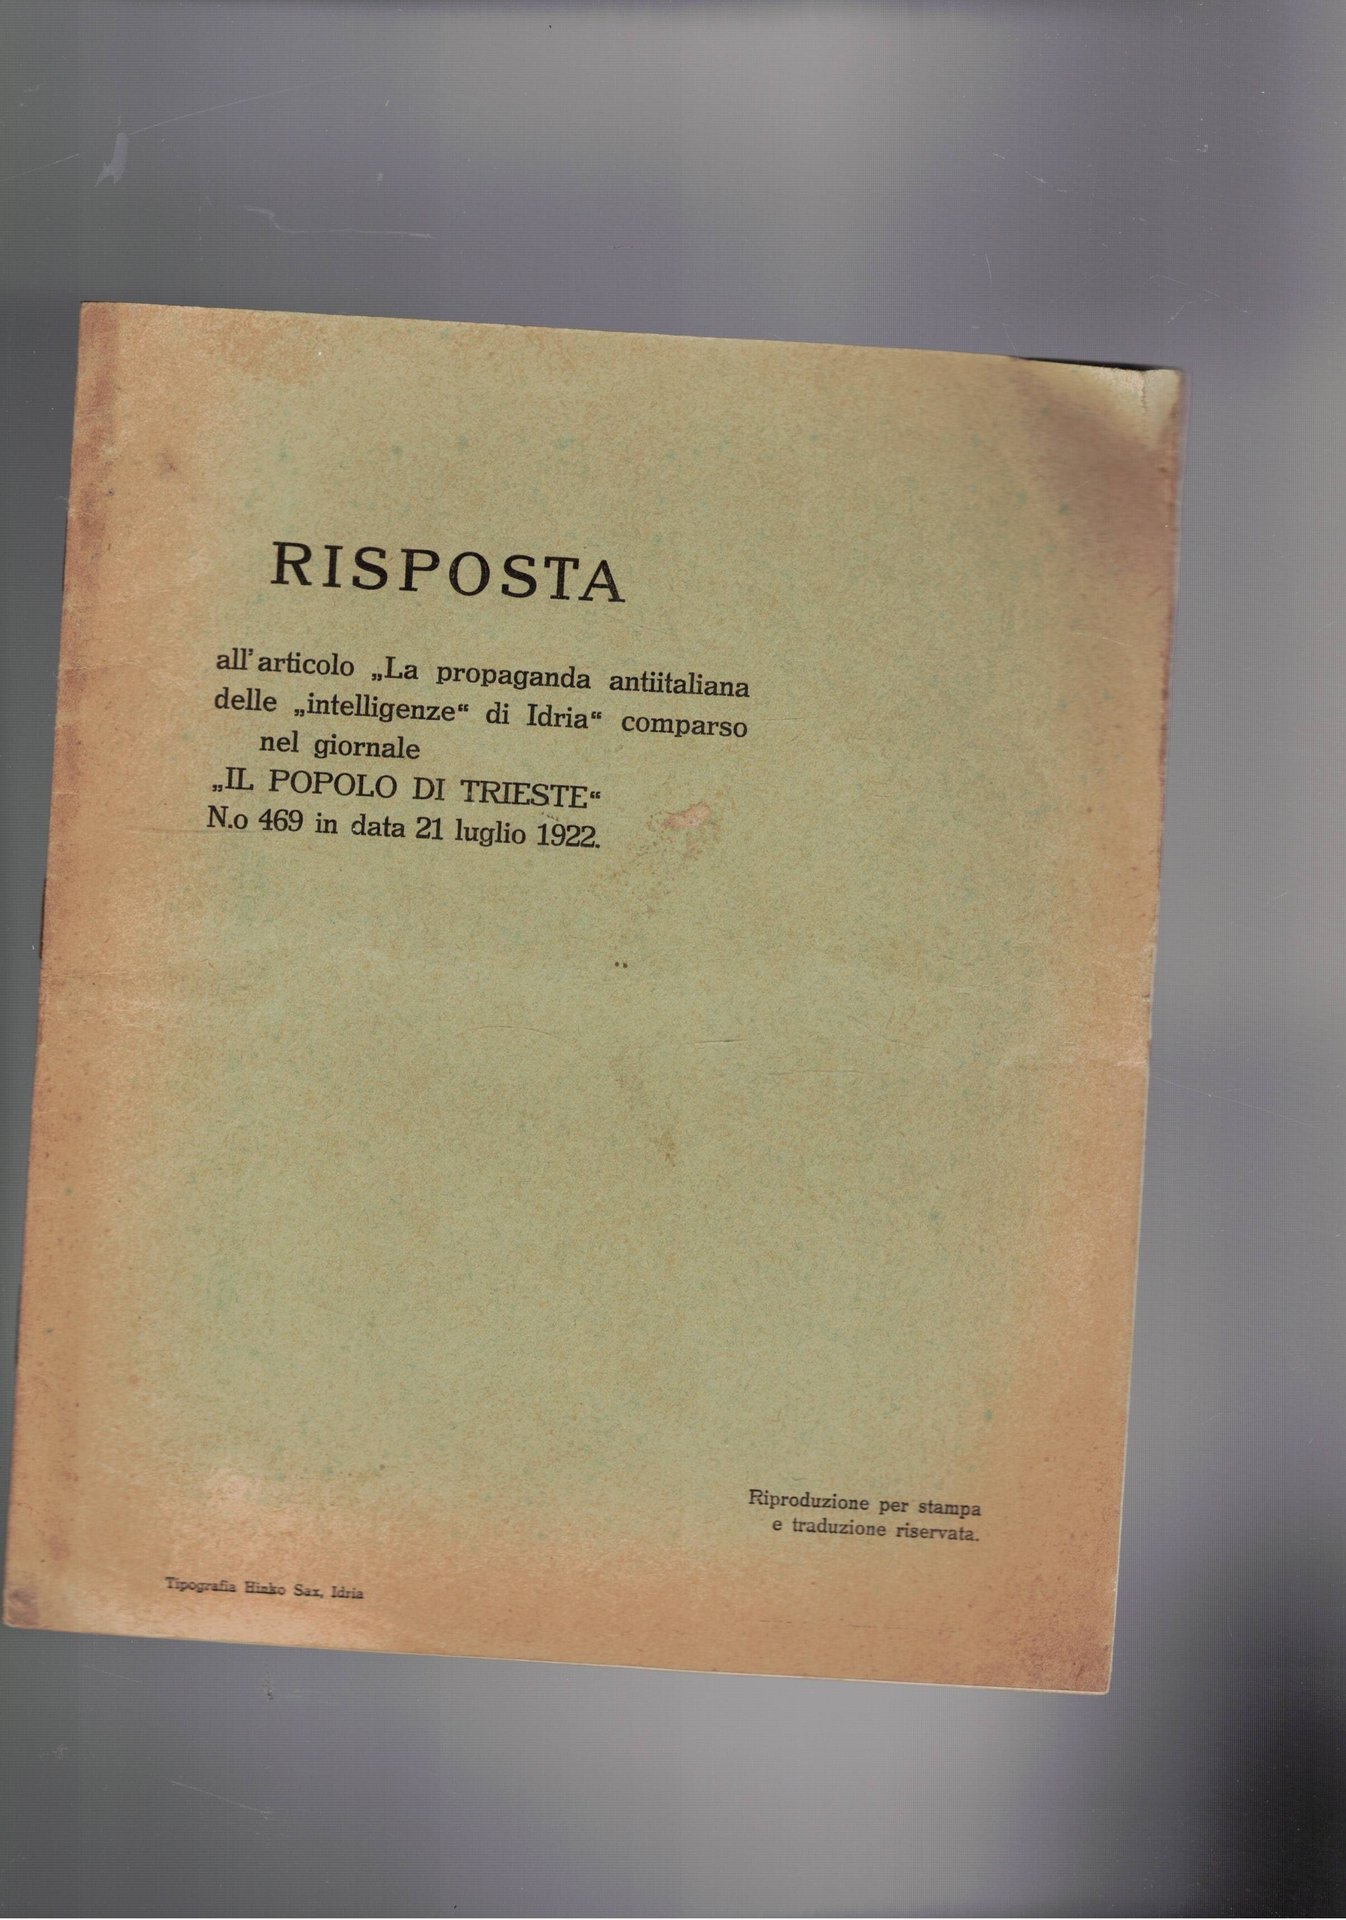 RISPOSTA
all'articolo „La propaganda antiitaliana
delle „intelligenze“ di Idria“ comparso
nel giornale
„IL POPOLO DI TRIESTE“
N.o 469 in data 21 luglio 1922.
Riproduzione per stampa
e traduzione riservata.
Tipografia Hinko Sax, Idria